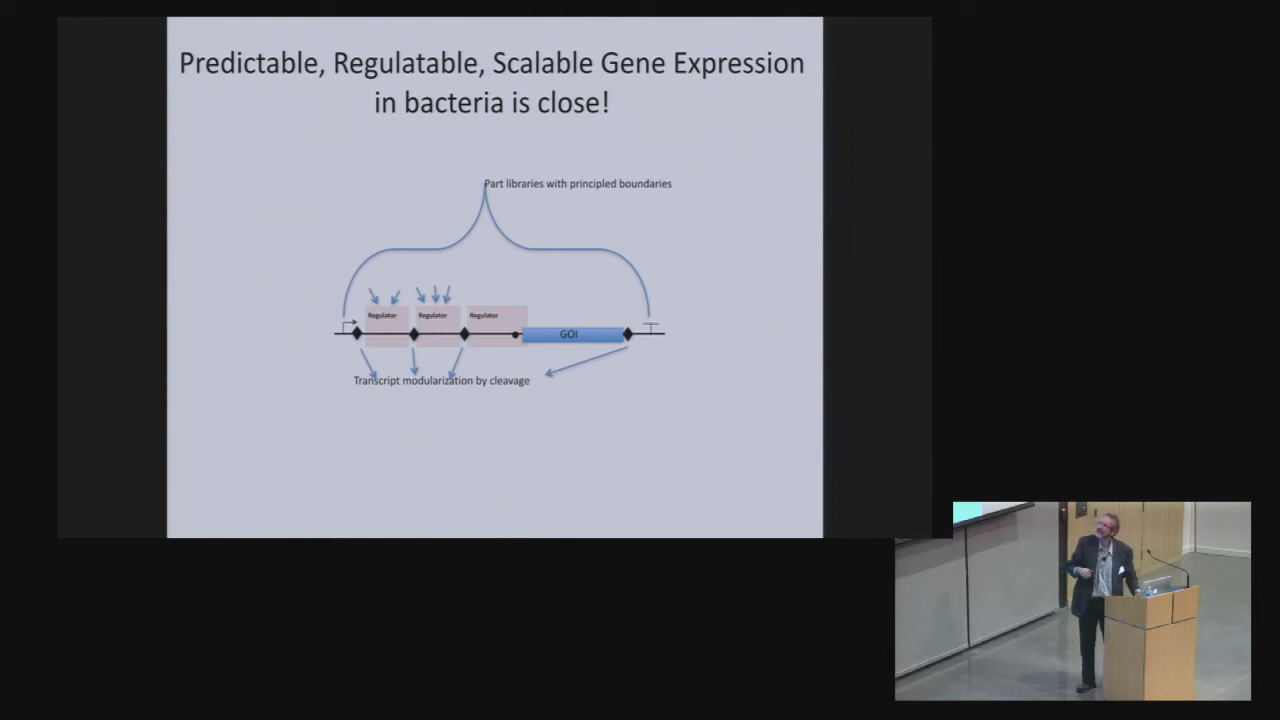 Predictable, Regulatable, Scalable Gene Expression
in bacteria is close!
Part libraries with principled boundaries
Regulator Regulator Regulator
GOI
Transcript modularization by cleavage